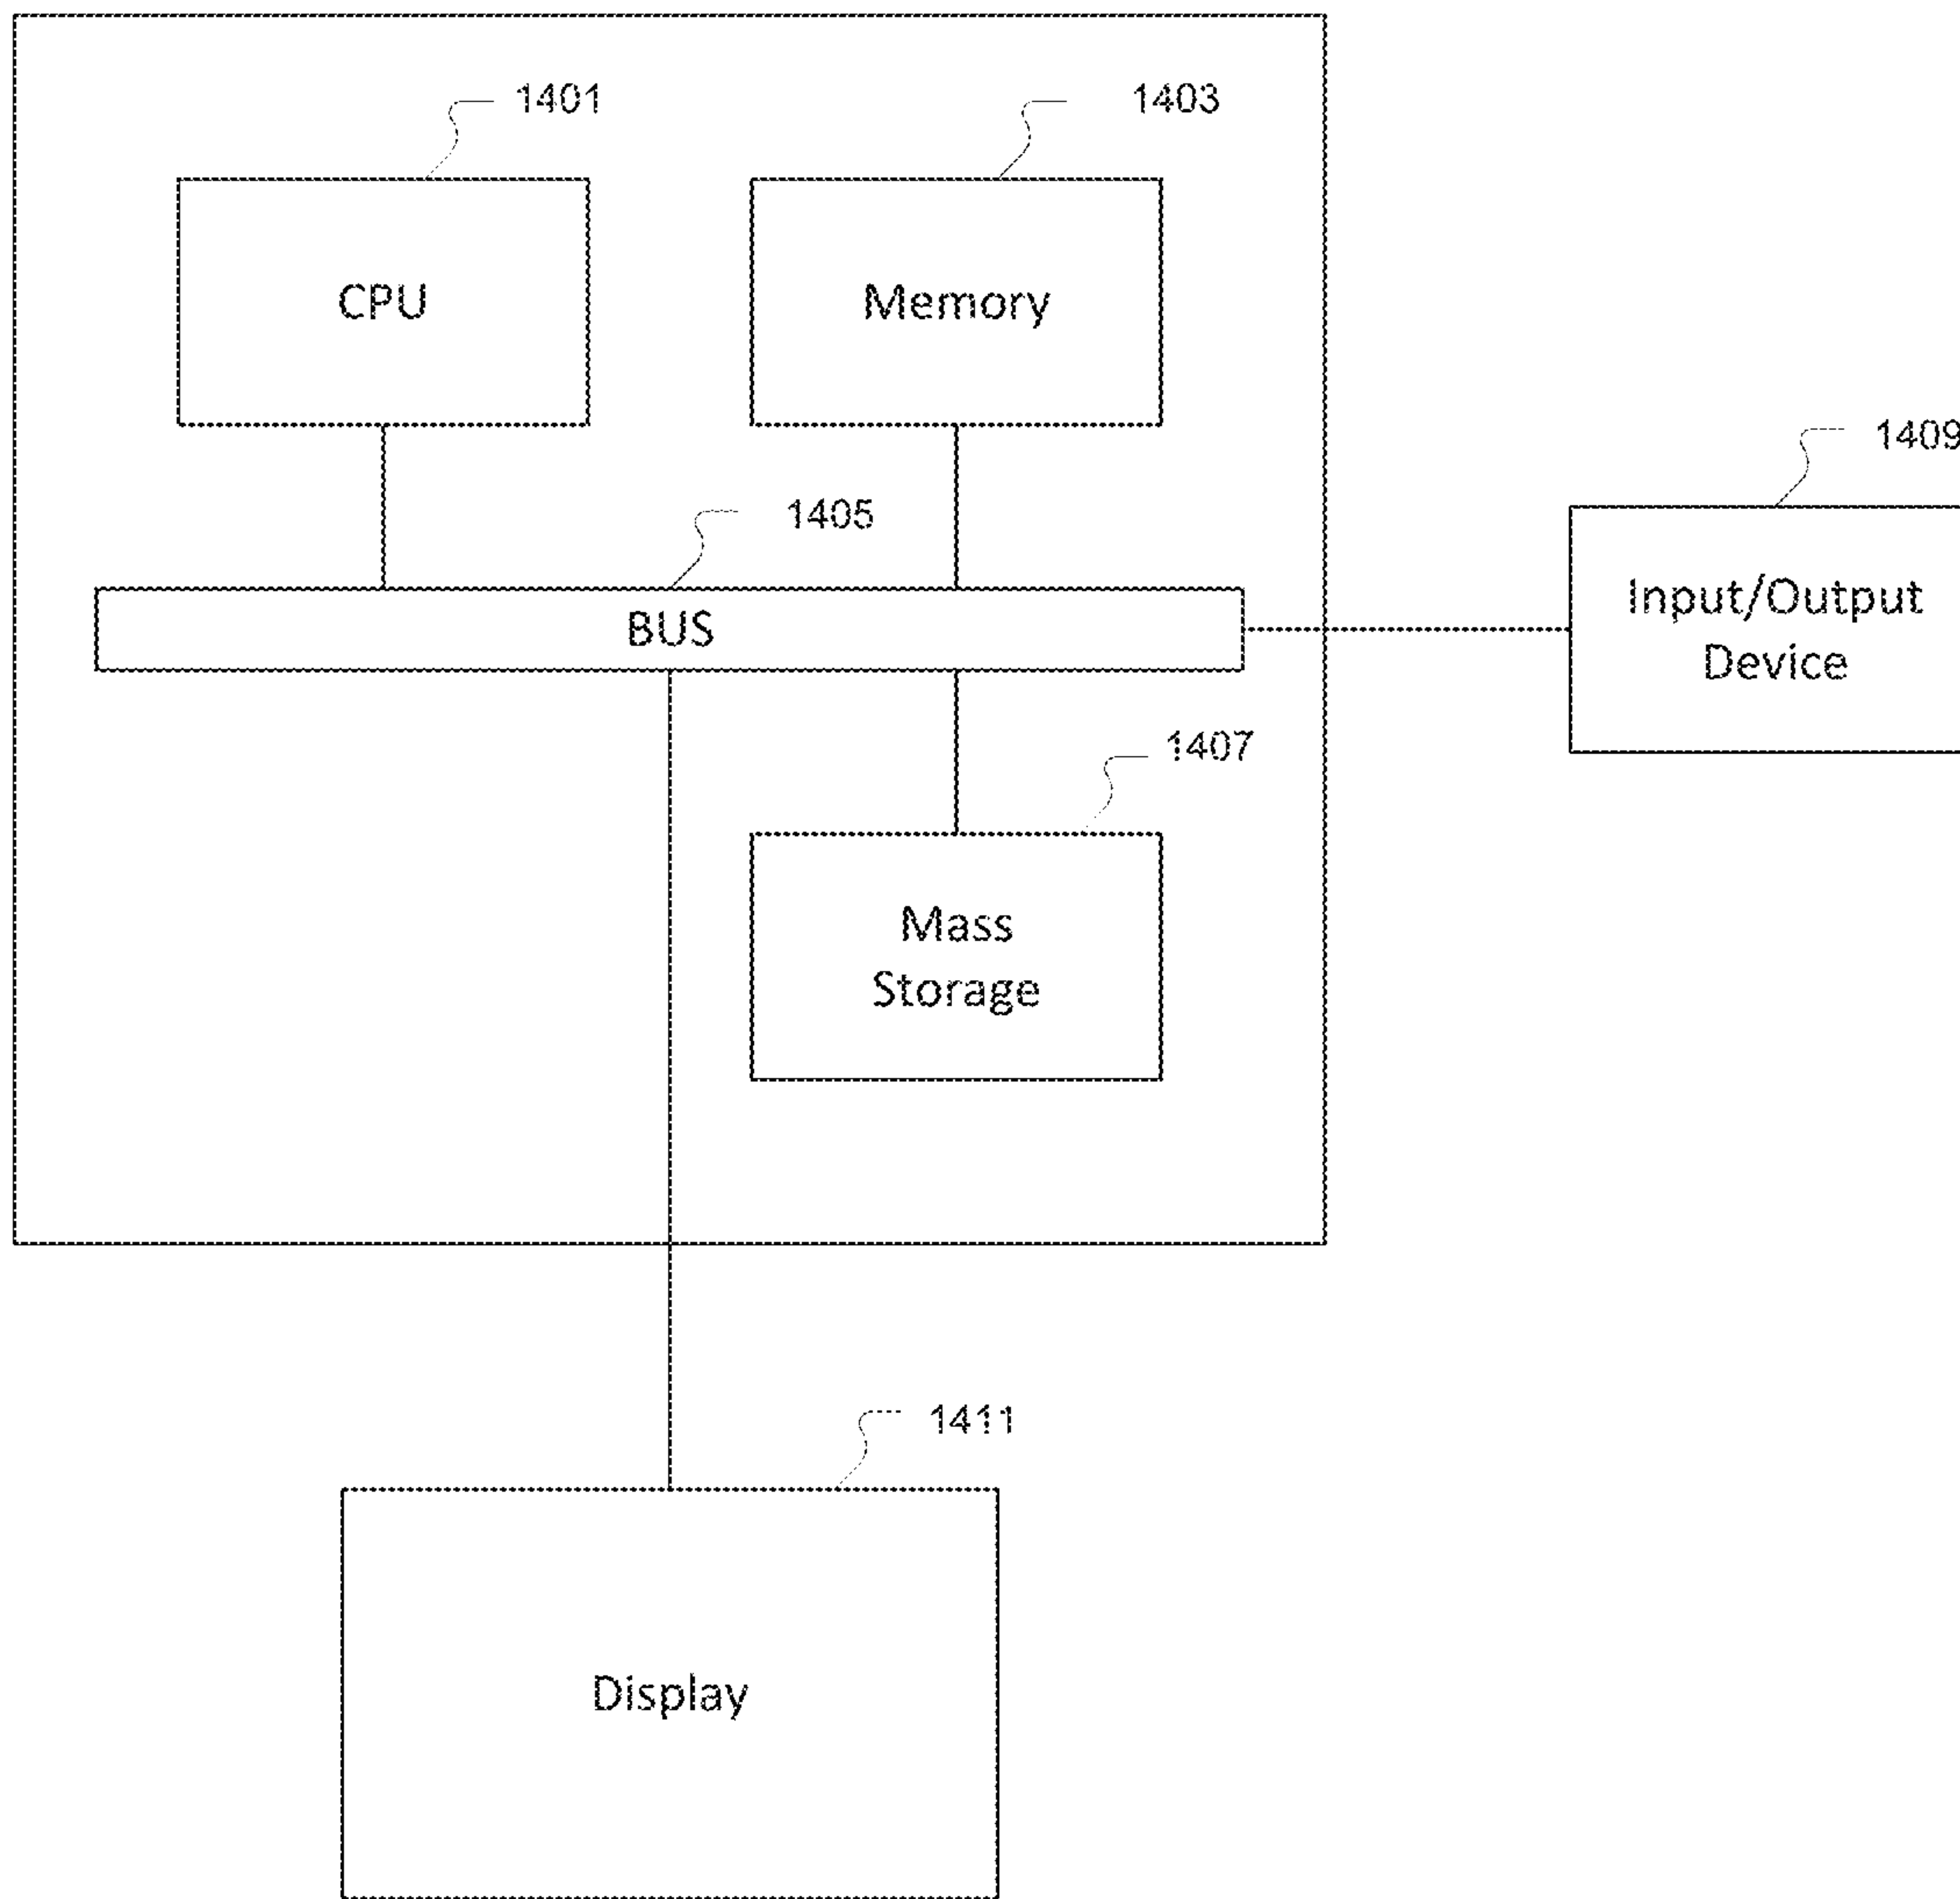 1401
1403
CPU
Memory
1409
1405
Input/Output
Device
BUS
1407
Mass
Storage
1411
Display